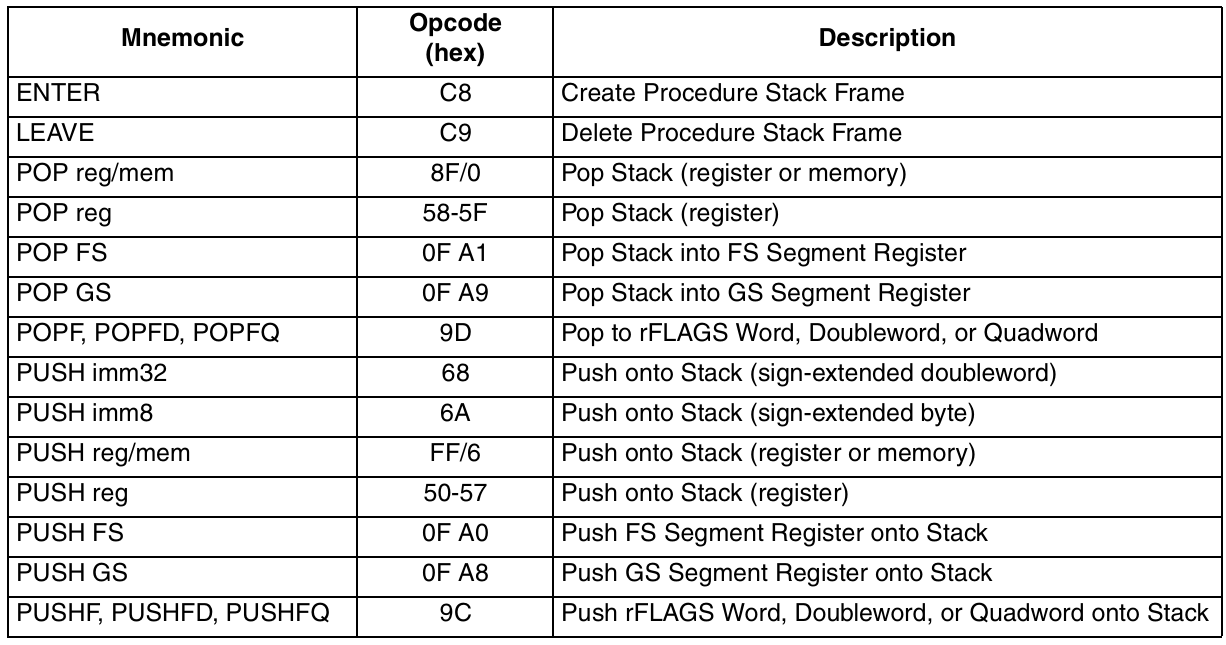 Mnemonic Opcode (hex) Description
ENTER C8 Create Procedure Stack Frame
LEAVE C9 Delete Procedure Stack Frame
POP reg/mem 8F/0 Pop Stack (register or memory)
POP reg 58-5F Pop Stack (register)
POP FS 0F A1 Pop Stack into FS Segment Register
POP GS 0F A9 Pop Stack into GS Segment Register
POPF, POPFD, POPFQ 9D Pop to rFLAGS Word, Doubleword, or Quadword
PUSH imm32 68 Push onto Stack (sign-extended doubleword)
PUSH imm8 6A Push onto Stack (sign-extended byte)
PUSH reg/mem FF/6 Push onto Stack (register or memory)
PUSH reg 50-57 Push onto Stack (register)
PUSH FS 0F A0 Push FS Segment Register onto Stack
PUSH GS 0F A8 Push GS Segment Register onto Stack
PUSHF, PUSHFD, PUSHFQ 9C Push rFLAGS Word, Doubleword, or Quadword onto Stack